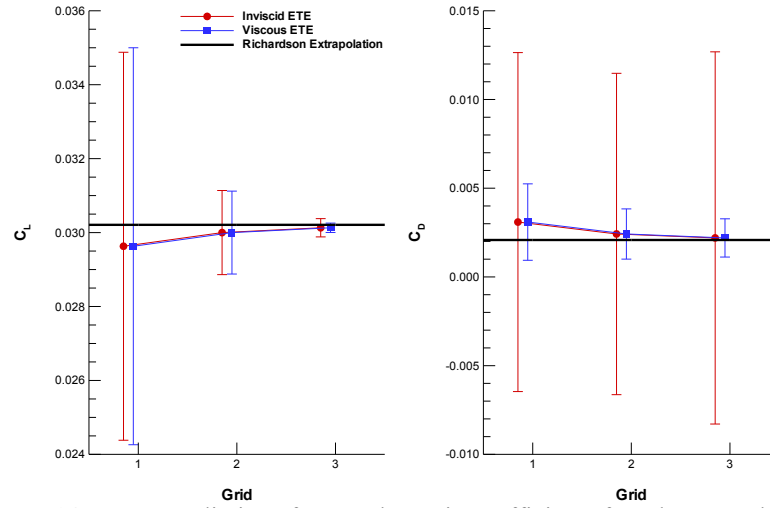 Inviscid ETE
Viscous ETE
Richardson Extrapolation
0.036
0.034
0.032
0.030
0.028
0.026
0.024
C_L
1 2 3
Grid
0.015
0.010
0.005
0.000
-0.005
-0.010
C_D
1 2 3
Grid